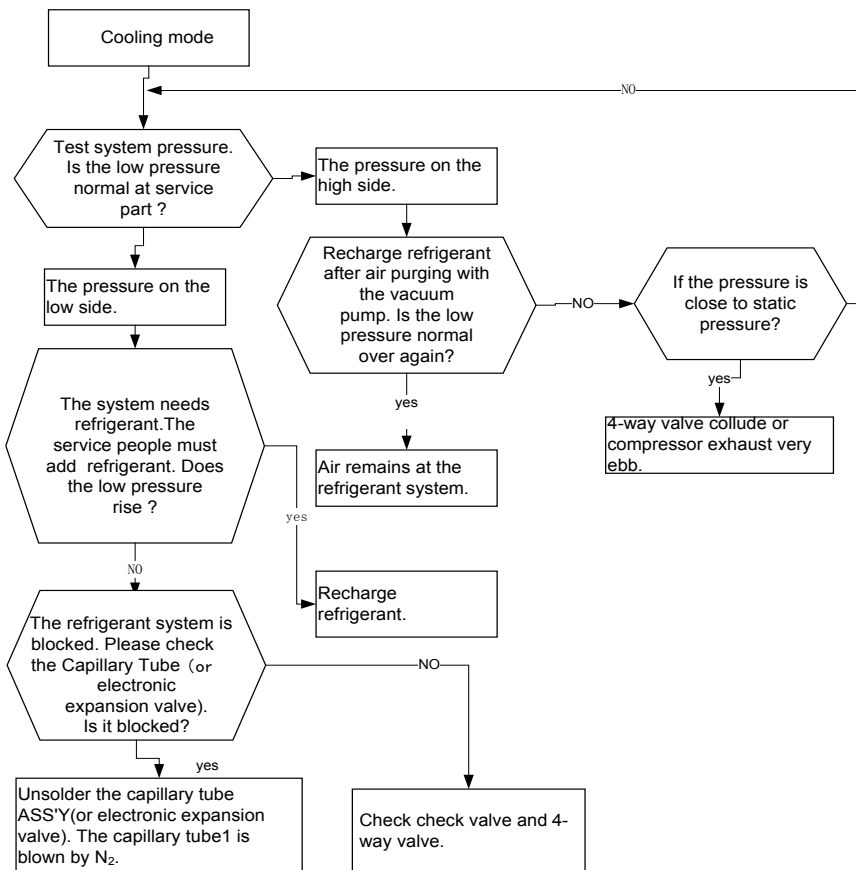 Cooling mode
NO
Test system pressure.
Is the low pressure
normal at service
part ?
The pressure on the
high side.
Recharge refrigerant
after air purging with
the vacuum
pump. Is the low
pressure normal
over again?
NO
If the pressure is
close to static
pressure?
The pressure on the
low side.
yes
yes
4-way valve collude or
compressor exhaust very
ebb.
The system needs
refrigerant.The
service people must
add refrigerant. Does
the low pressure
rise ?
Air remains at the
refrigerant system.
yes
NO
Recharge
refrigerant.
The refrigerant system is
blocked. Please check
the Capillary Tube（or
electronic
expansion valve).
Is it blocked?
NO
yes
Unsolder the capillary tube
ASS'Y(or electronic expansion
valve). The capillary tube1 is
blown by N₂.
Check check valve and 4-
way valve.